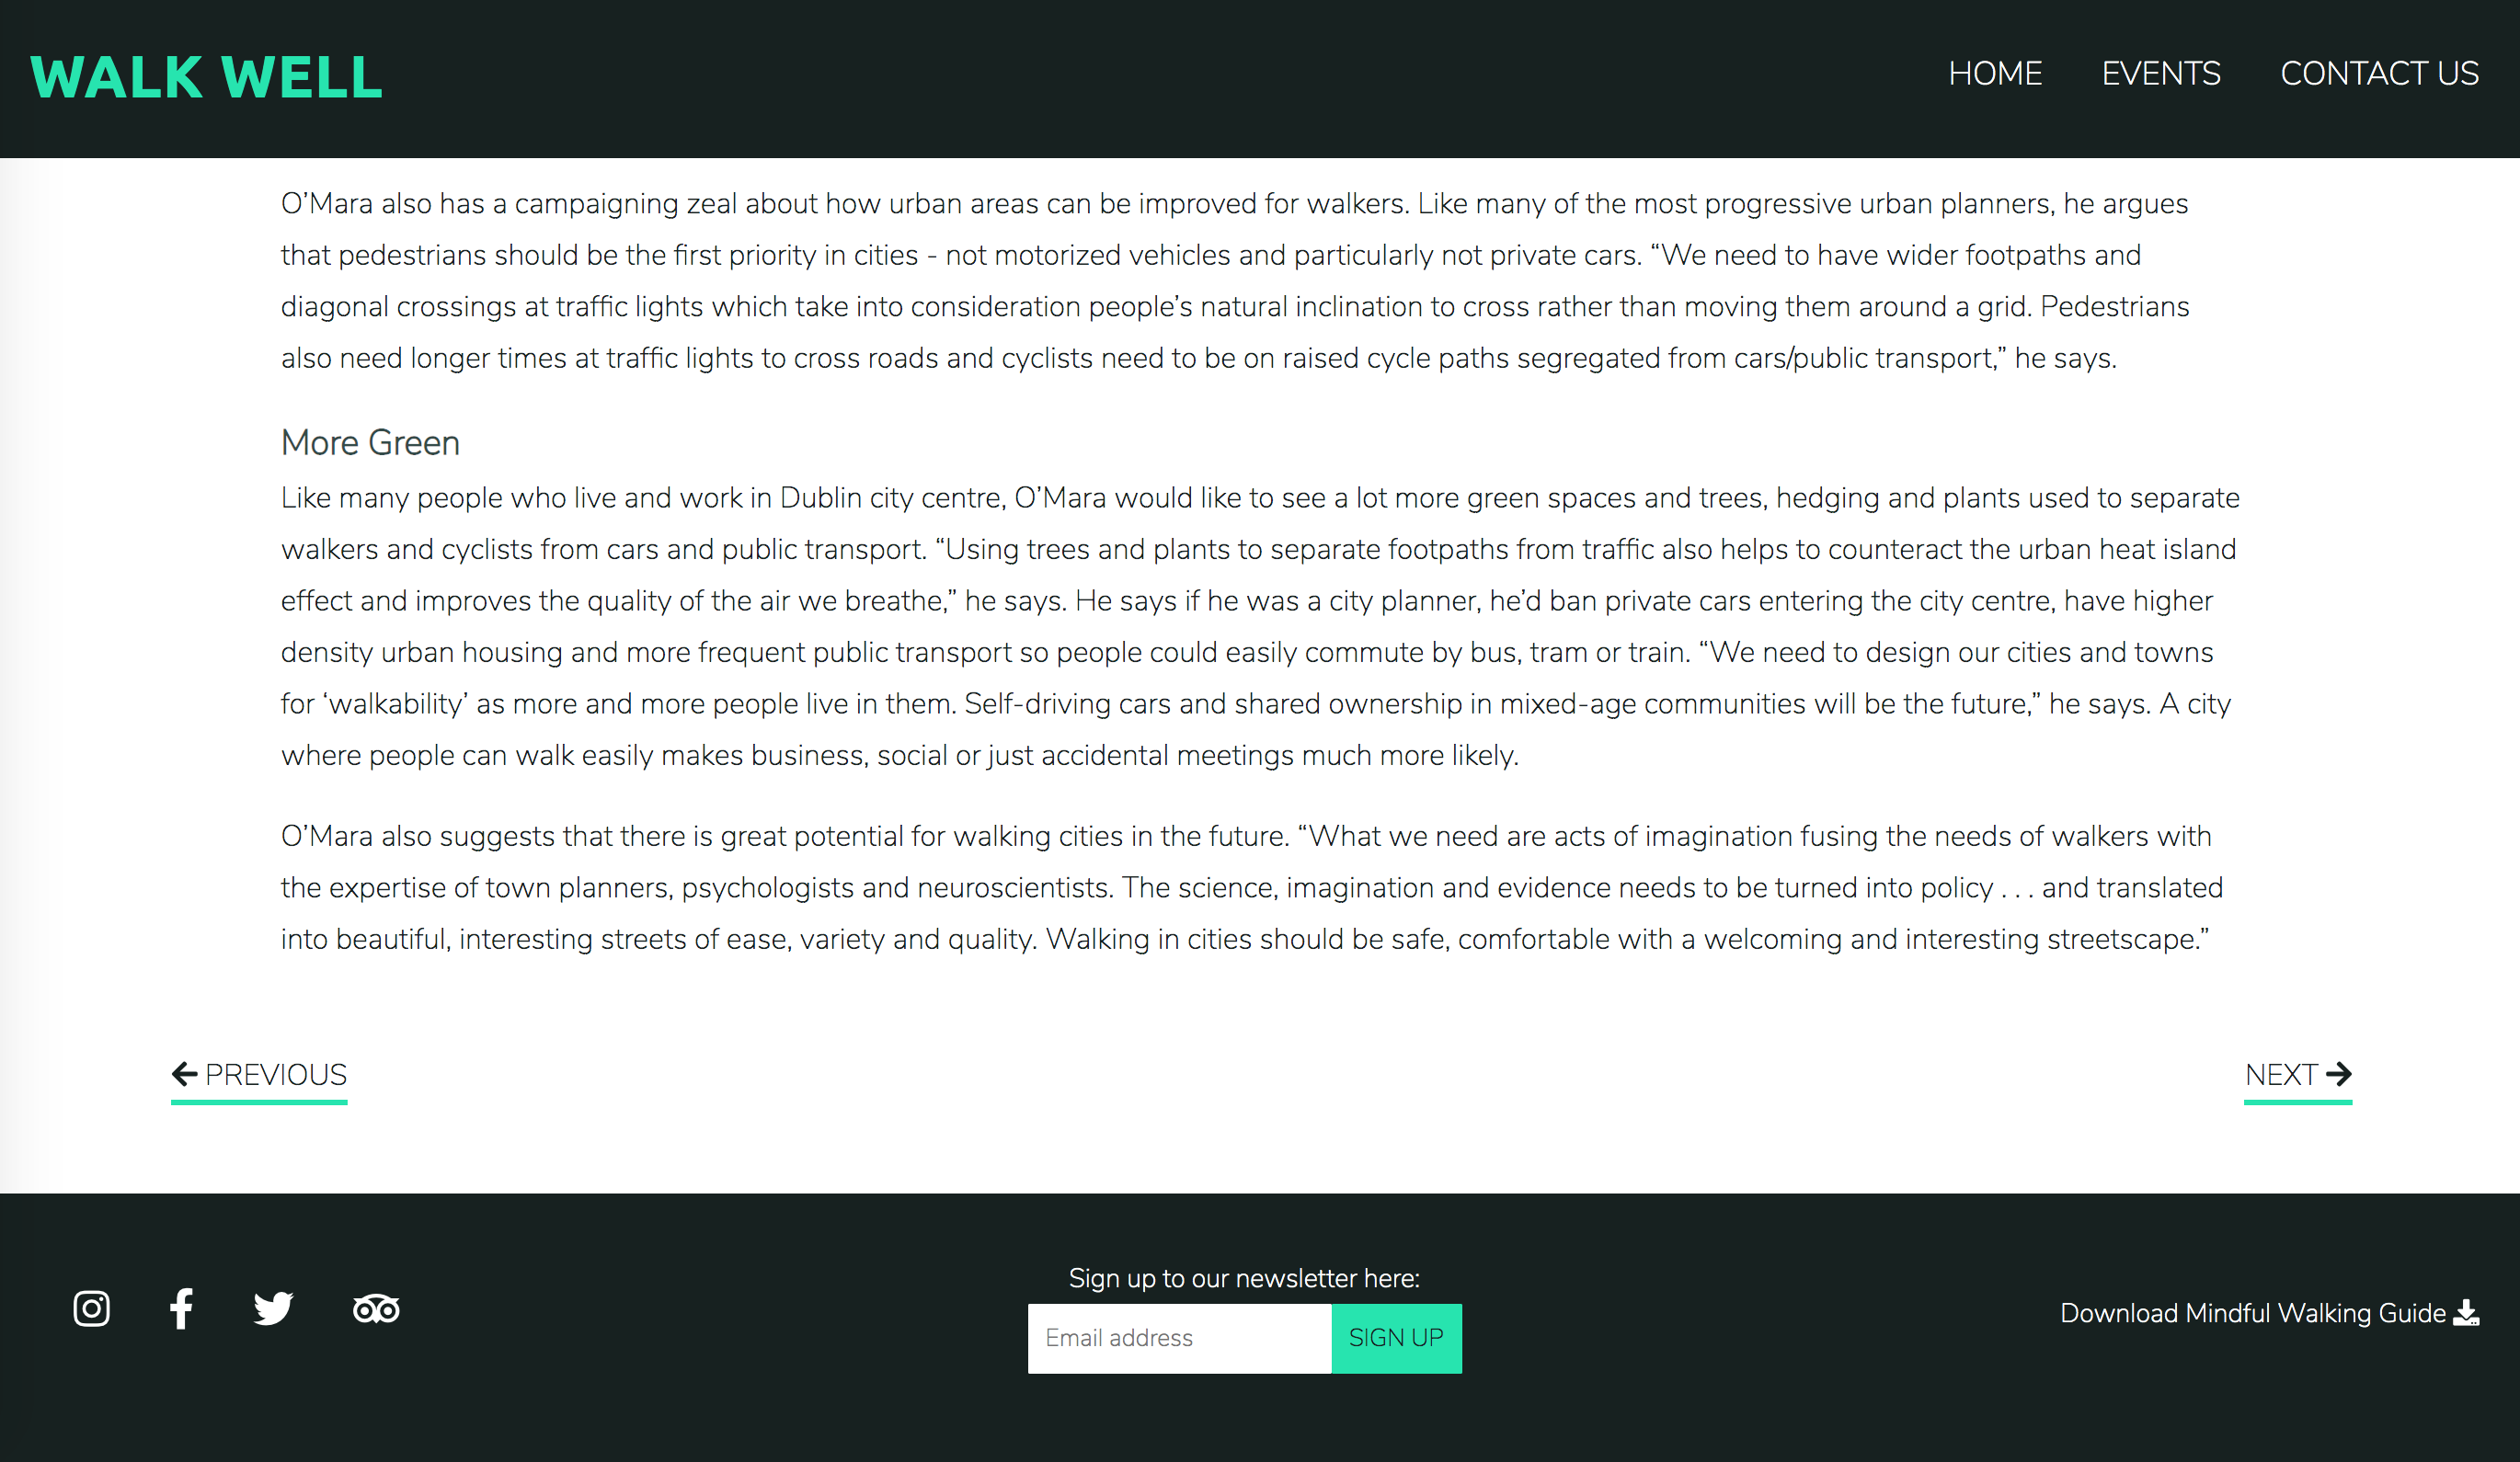 WALK WELL
HOME EVENTS CONTACT US
O’Mara also has a campaigning zeal about how urban areas can be improved for walkers. Like many of the most progressive urban planners, he argues
that pedestrians should be the first priority in cities - not motorized vehicles and particularly not private cars. “We need to have wider footpaths and
diagonal crossings at traffic lights which take into consideration people’s natural inclination to cross rather than moving them around a grid. Pedestrians
also need longer times at traffic lights to cross roads and cyclists need to be on raised cycle paths segregated from cars/public transport,” he says.
More Green
Like many people who live and work in Dublin city centre, O’Mara would like to see a lot more green spaces and trees, hedging and plants used to separate
walkers and cyclists from cars and public transport. “Using trees and plants to separate footpaths from traffic also helps to counteract the urban heat island
effect and improves the quality of the air we breathe,” he says. He says if he was a city planner, he’d ban private cars entering the city centre, have higher
density urban housing and more frequent public transport so people could easily commute by bus, tram or train. “We need to design our cities and towns
for ‘walkability’ as more and more people live in them. Self-driving cars and shared ownership in mixed-age communities will be the future,” he says. A city
where people can walk easily makes business, social or just accidental meetings much more likely.
O’Mara also suggests that there is great potential for walking cities in the future. “What we need are acts of imagination fusing the needs of walkers with
the expertise of town planners, psychologists and neuroscientists. The science, imagination and evidence needs to be turned into policy . . . and translated
into beautiful, interesting streets of ease, variety and quality. Walking in cities should be safe, comfortable with a welcoming and interesting streetscape.”
PREVIOUS
NEXT
Sign up to our newsletter here:
Email address
SIGN UP
Download Mindful Walking Guide